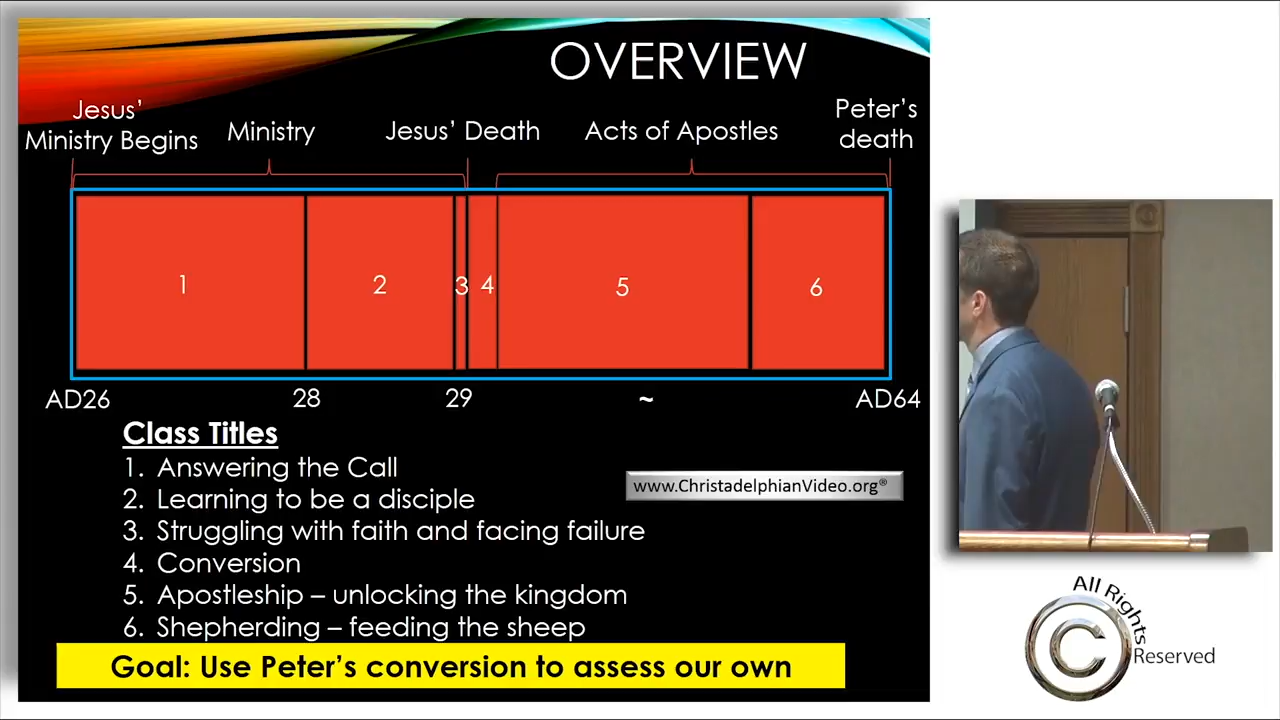 OVERVIEW
Jesus’
Ministry Begins
Ministry
Jesus’ Death
Acts of Apostles
Peter’s
death
1
2
3
4
5
6
AD26
28
29
~
AD64
Class Titles
1. Answering the Call
2. Learning to be a disciple
3. Struggling with faith and facing failure
4. Conversion
5. Apostleship – unlocking the kingdom
6. Shepherding – feeding the sheep
Goal: Use Peter’s conversion to assess our own
www.ChristadelphianVideo.org®
All Rights
C
Reserved